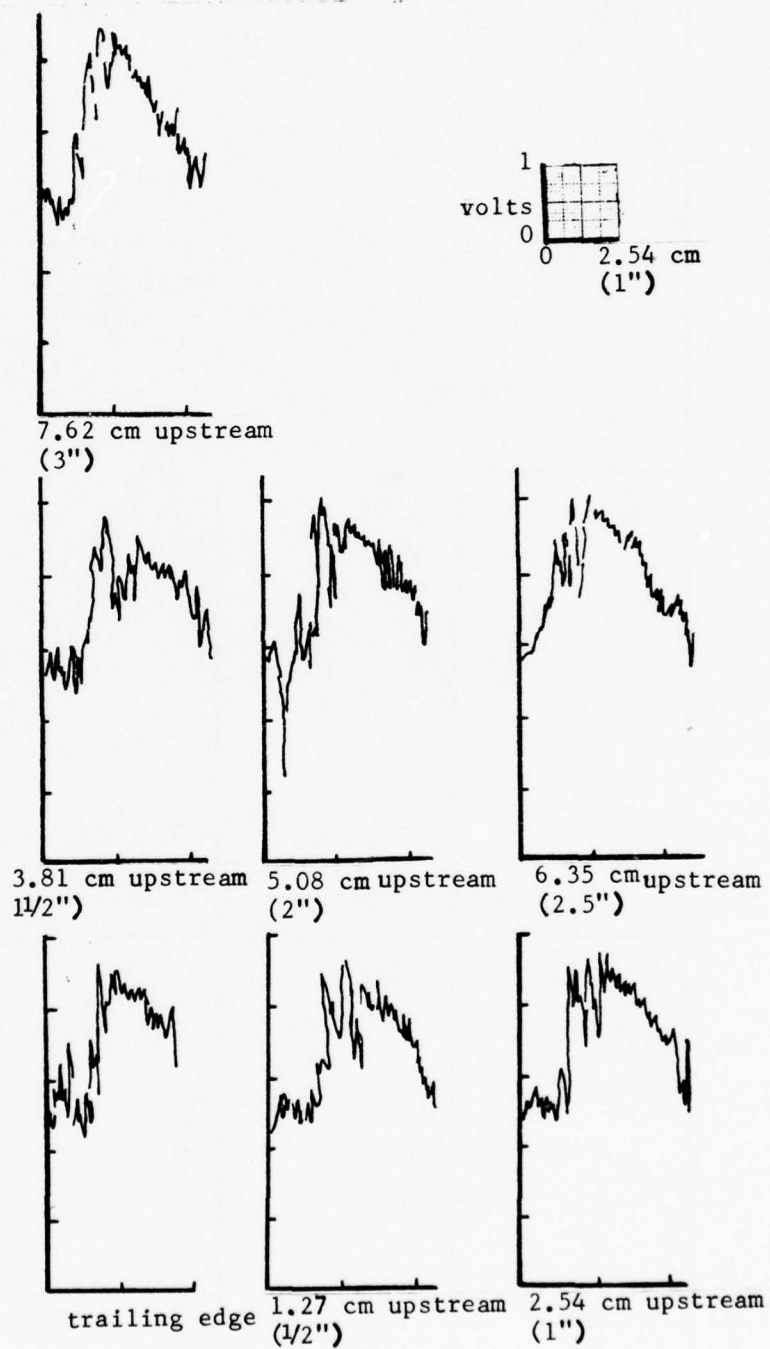 1
volts
0
0 2.54 cm
(1")
7.62 cm upstream
(3")
3.81 cm upstream
1½")
5.08 cm upstream
(2")
6.35 cm upstream
(2.5")
trailing edge
1.27 cm upstream
(½")
2.54 cm upstream
(1")